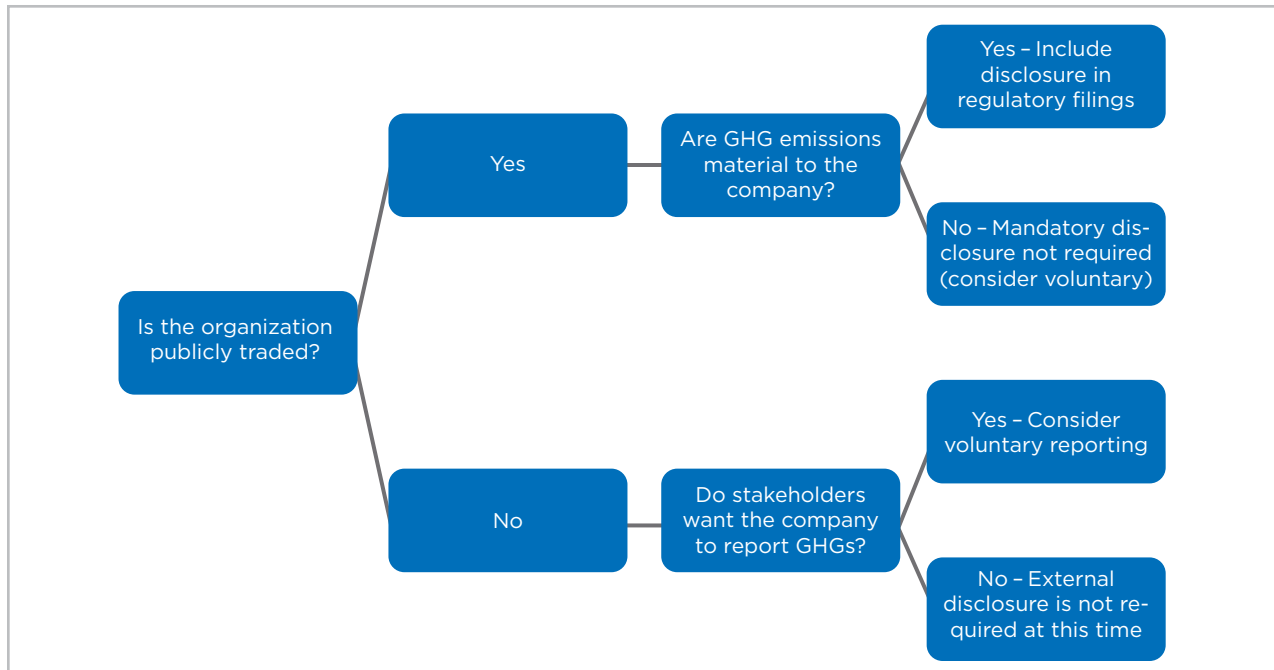 Is the organization
publicly traded?
Yes
Are GHG emissions
material to the
company?
Yes – Include
disclosure in
regulatory filings
No – Mandatory dis-
closure not required
(consider voluntary)
No
Do stakeholders
want the company
to report GHGs?
Yes – Consider
voluntary reporting
No – External
disclosure is not re-
quired at this time